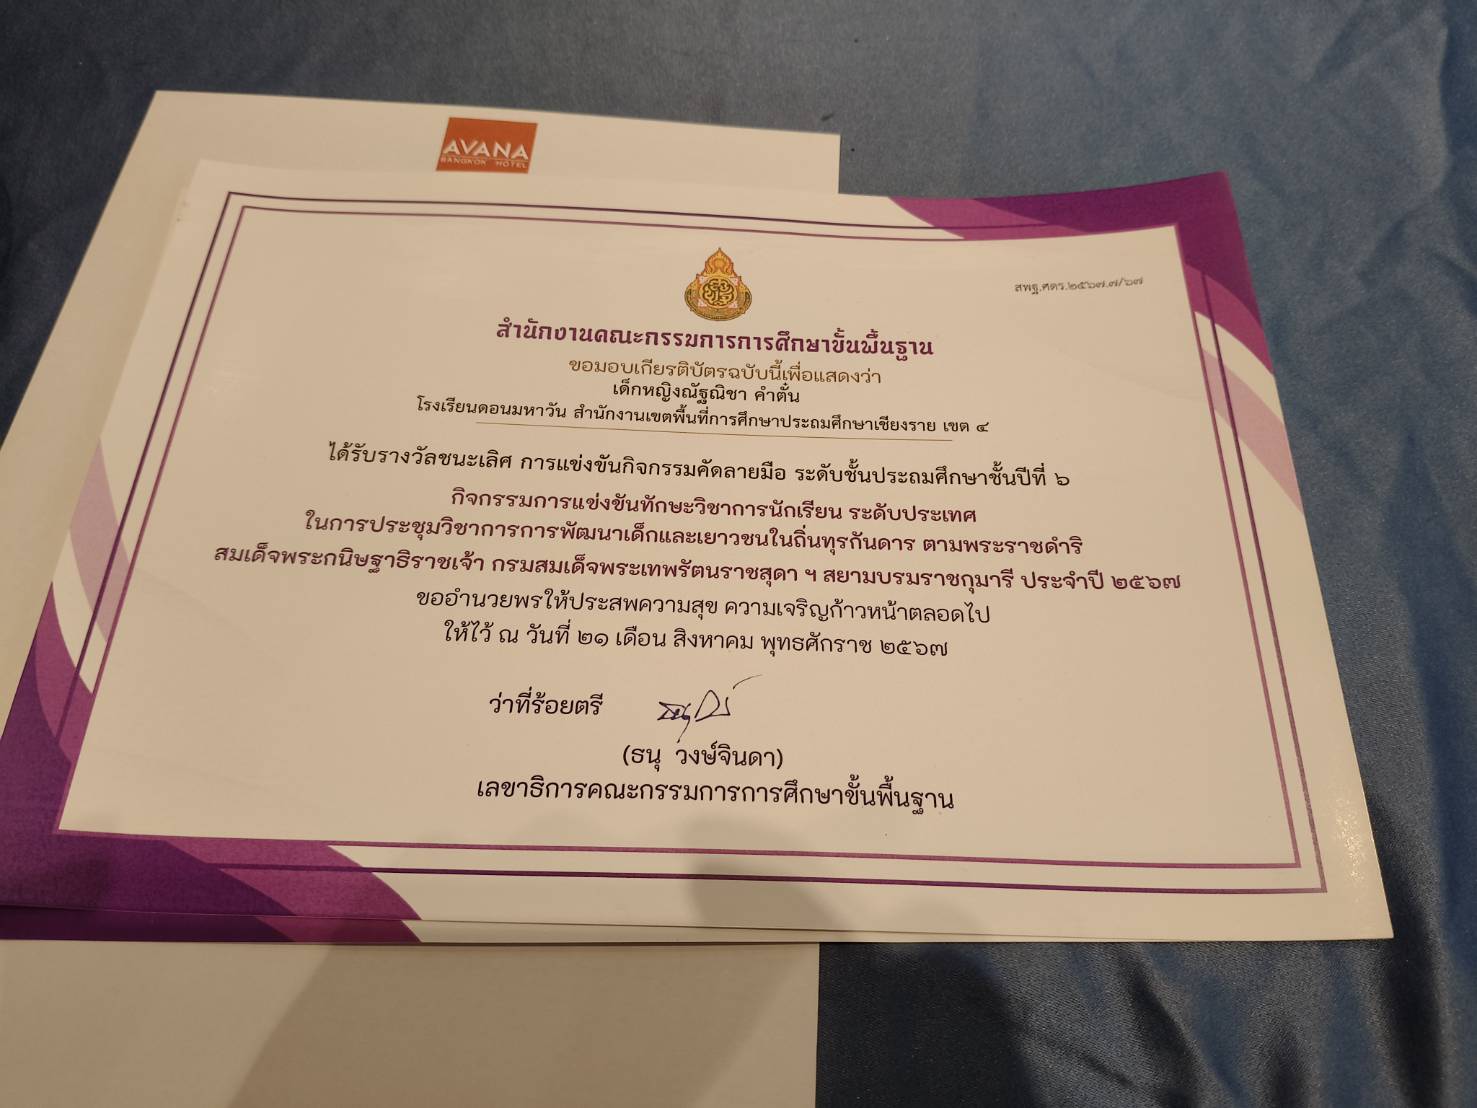 AVANA
BANGKOK HOTEL
สพฐ.ศดร.๒๕๖๗.๗/๖๗
สำนักงานคณะกรรมการการศึกษาขั้นพื้นฐาน
ขอมอบเกียรติบัตรฉบับนี้เพื่อแสดงว่า
เด็กหญิงณัฐณิชา คำตั๋น
โรงเรียนดอนมหาวัน สำนักงานเขตพื้นที่การศึกษาประถมศึกษาเชียงราย เขต ๔
ได้รับรางวัลชนะเลิศ การแข่งขันกิจกรรมคัดลายมือ ระดับชั้นประถมศึกษาชั้นปีที่ ๖
กิจกรรมการแข่งขันทักษะวิชาการนักเรียน ระดับประเทศ
ในการประชุมวิชาการการพัฒนาเด็กและเยาวชนในถิ่นทุรกันดาร ตามพระราชดำริ
สมเด็จพระกนิษฐาธิราชเจ้า กรมสมเด็จพระเทพรัตนราชสุดา ฯ สยามบรมราชกุมารี ประจำปี ๒๕๖๗
ขออำนวยพรให้ประสพความสุข ความเจริญก้าวหน้าตลอดไป
ให้ไว้ ณ วันที่ ๒๑ เดือน สิงหาคม พุทธศักราช ๒๕๖๗
ว่าที่ร้อยตรี
(ธนุ วงษ์จินดา)
เลขาธิการคณะกรรมการการศึกษาขั้นพื้นฐาน